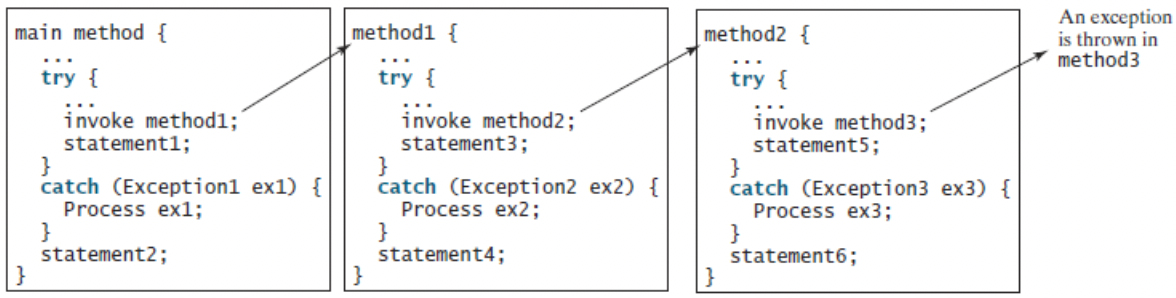 main method {
...
try {
...
invoke method1;
statement1;
}
catch (Exception1 ex1) {
Process ex1;
}
statement2;
}
method1 {
...
try {
...
invoke method2;
statement3;
}
catch (Exception2 ex2) {
Process ex2;
}
statement4;
}
method2 {
...
try {
...
invoke method3;
statement5;
}
catch (Exception3 ex3) {
Process ex3;
}
statement6;
}
An exception
is thrown in
method3